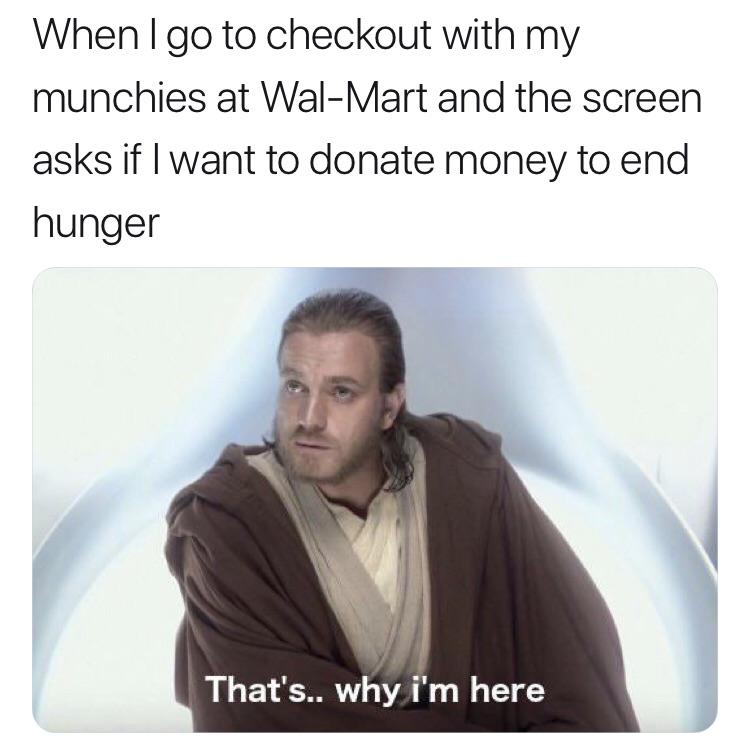 When I go to checkout with my
munchies at Wal-Mart and the screen
asks if I want to donate money to end
hunger
That's.. why i'm here